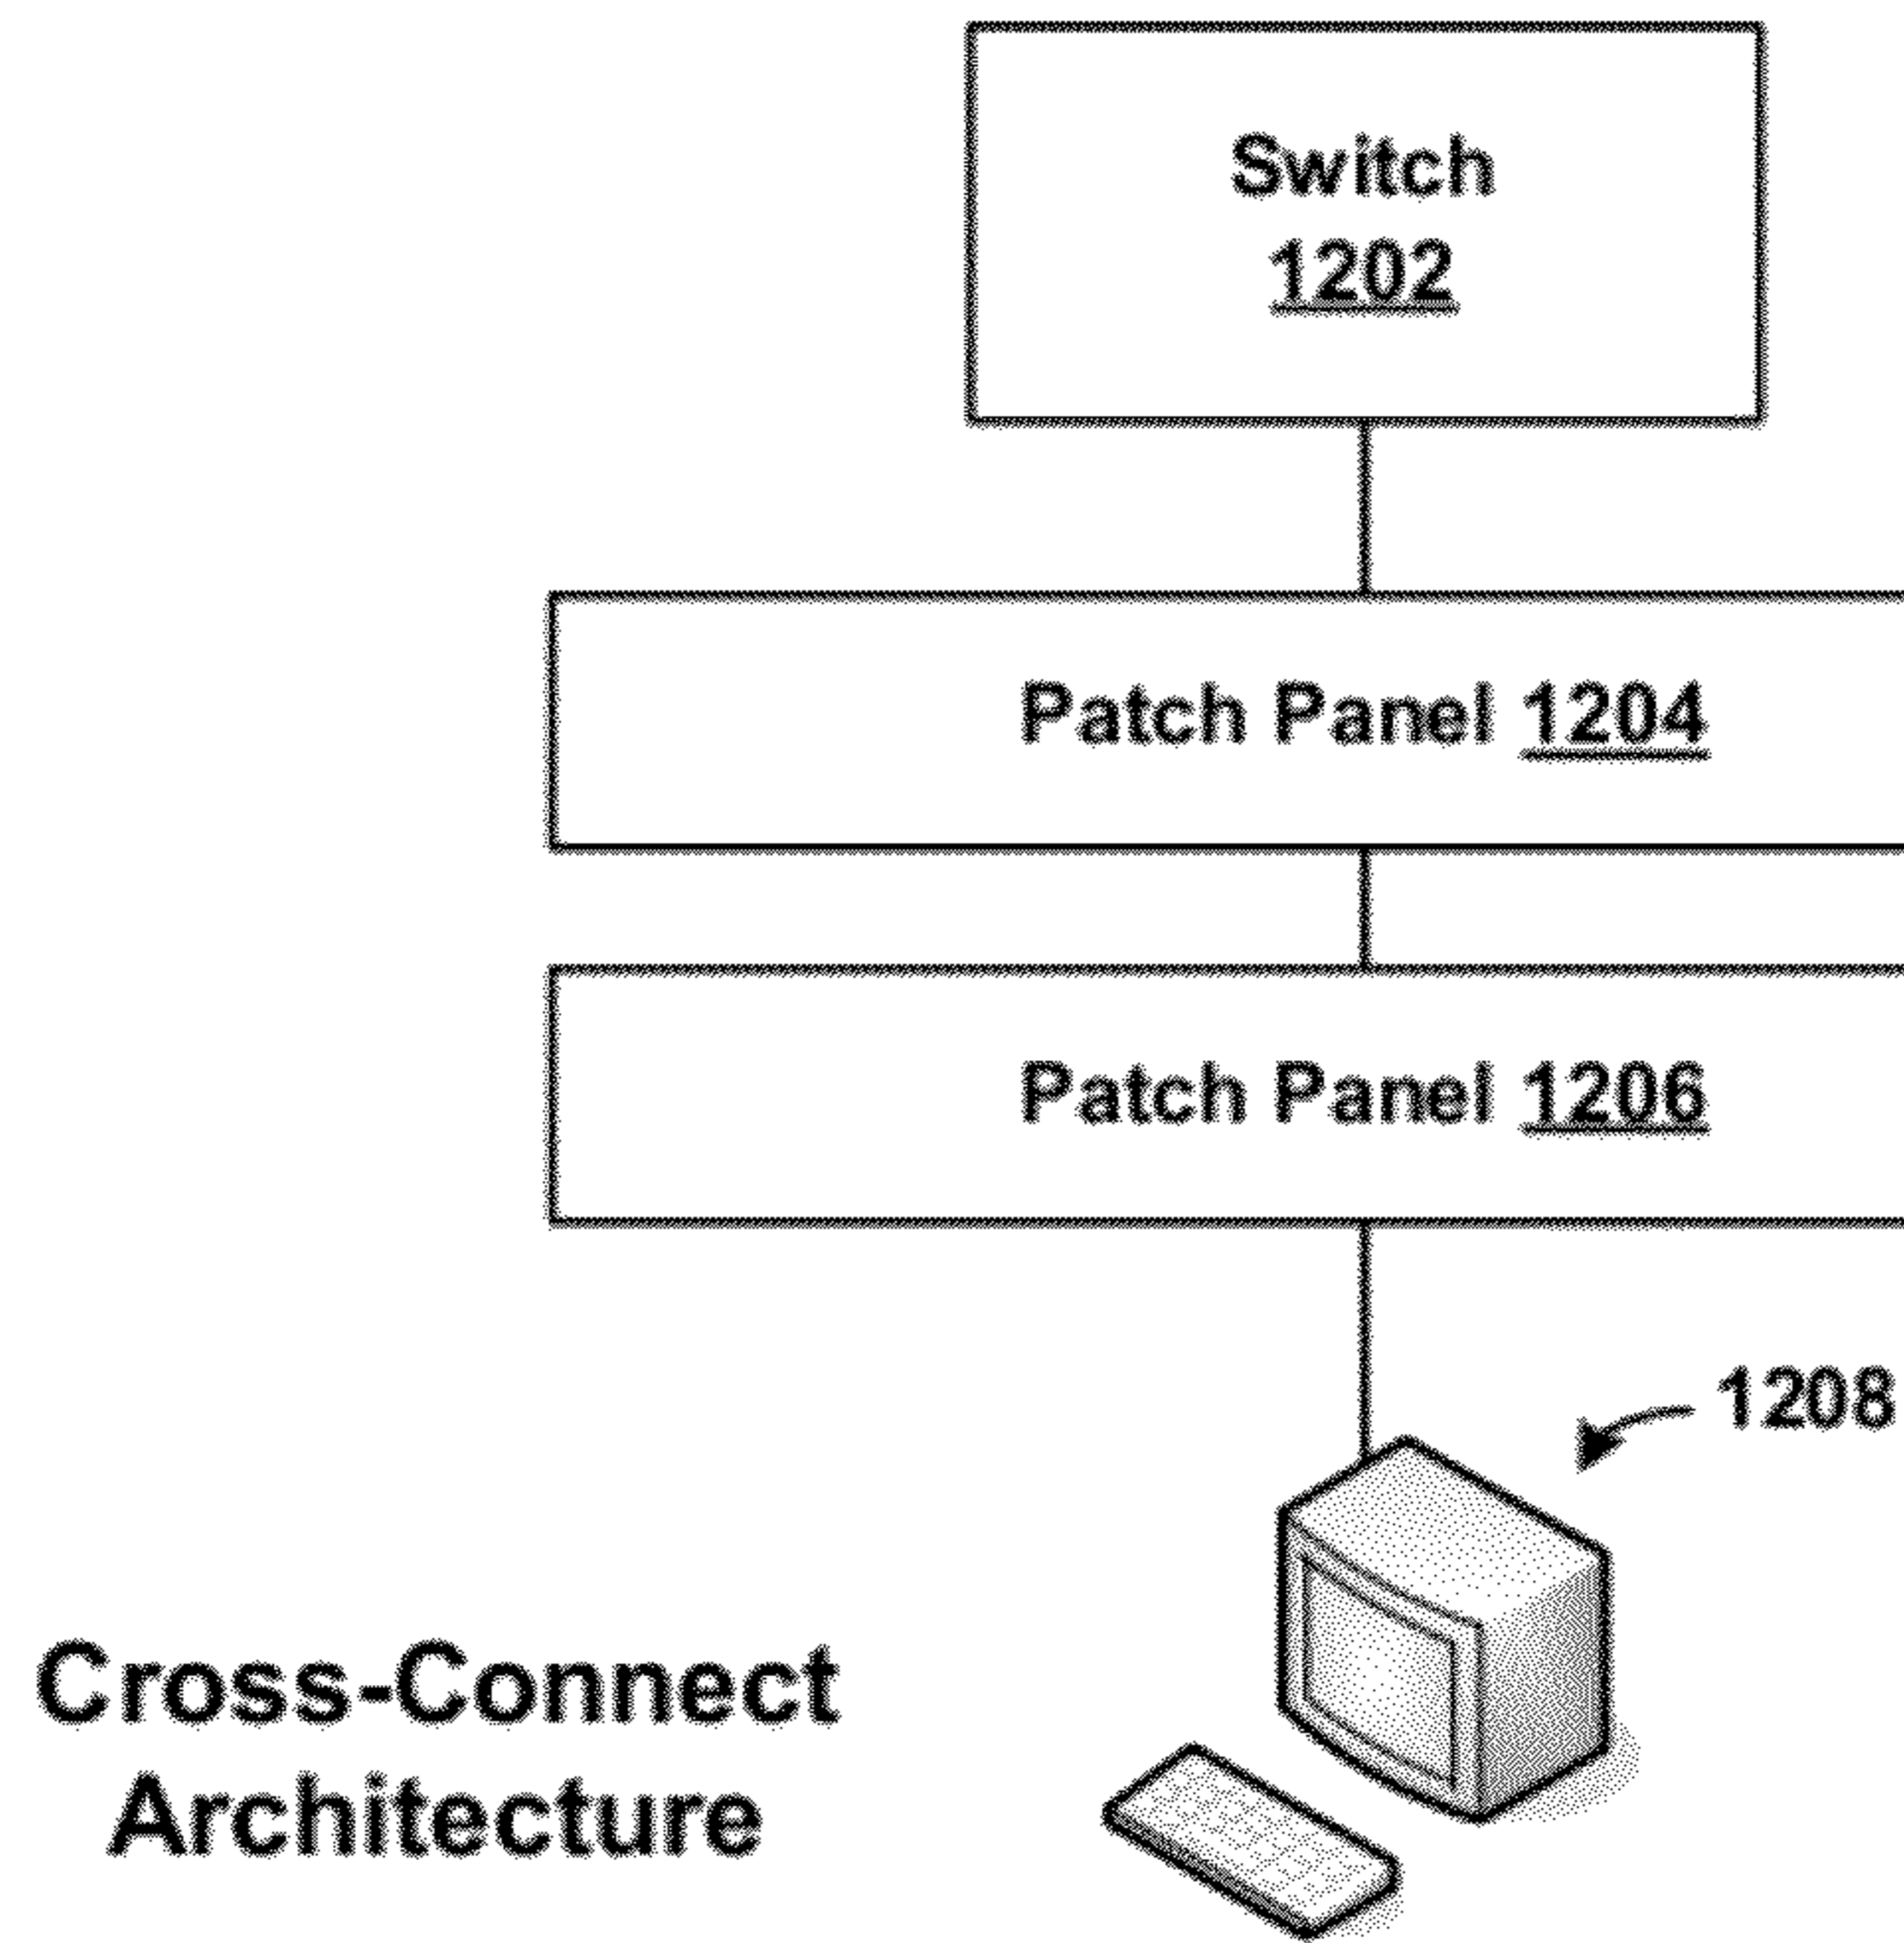 Switch
1202
Patch Panel 1204
Patch Panel 1206
1208
Cross-Connect
Architecture